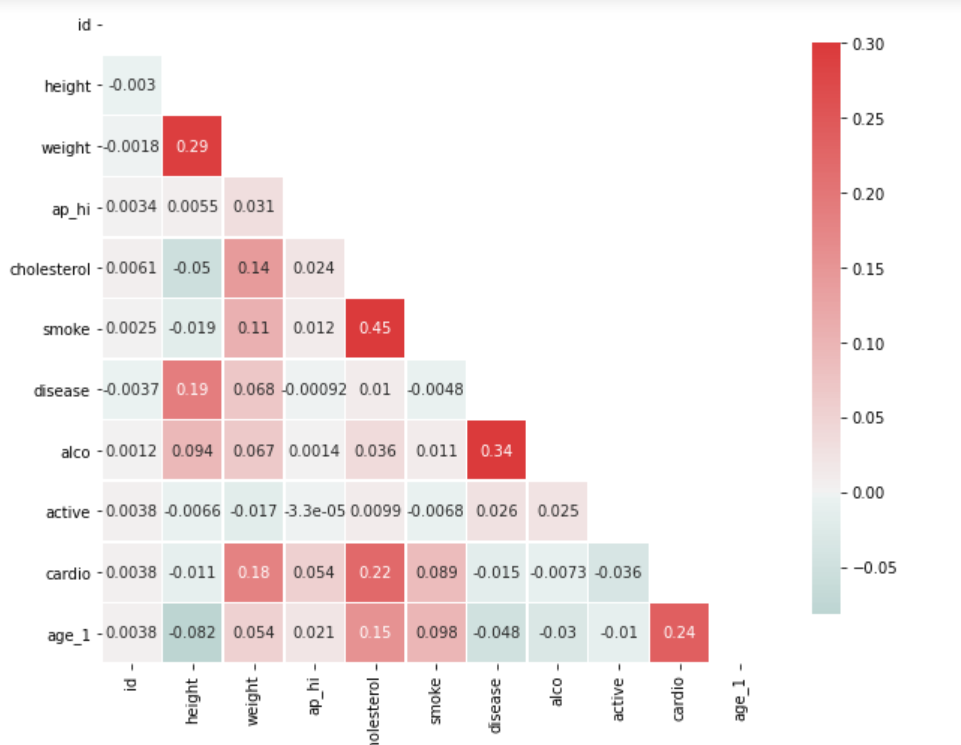 id
0.30
height -0.003
0.25
weight -0.0018 0.29
0.20
ap_hi 0.0034 0.0055 0.031
cholesterol 0.0061 -0.05 0.14 0.024
0.15
smoke 0.0025 -0.019 0.11 0.012 0.45
0.10
disease -0.0037 0.19 0.068 -0.00092 0.01 -0.0048
0.05
alco 0.0012 0.094 0.067 0.0014 0.036 0.011 0.34
0.00
active 0.0038 -0.0066 -0.017 -3.3e-05 0.0099 -0.0068 0.026 0.025
-0.05
cardio 0.0038 -0.011 0.18 0.054 0.22 0.089 -0.015 -0.0073 -0.036
age_1 0.0038 -0.082 0.054 0.021 0.15 0.098 -0.048 -0.03 -0.01 0.24
id height weight ap_hi holesterol smoke disease alco active cardio age_1